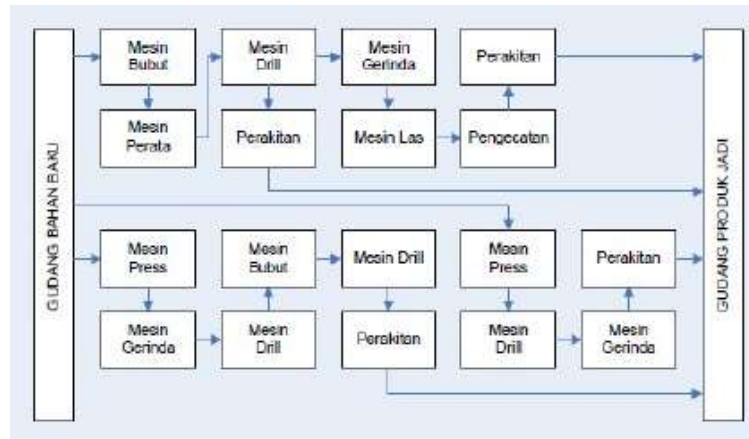 GUDANG BAHAN BAKU
Mesin
Bubut
Mesin
Drill
Mesin
Gerinda
Perakitan
Mesin
Perata
Perakitan
Mesin Las
Pengecatan
Mesin
Press
Mesin
Bubut
Mesin Drill
Mesin
Press
Perakitan
Mesin
Gerinda
Mesin
Drill
Perakitan
Mesin
Drill
Mesin
Gerinda
GUDANG PRODUK JADI